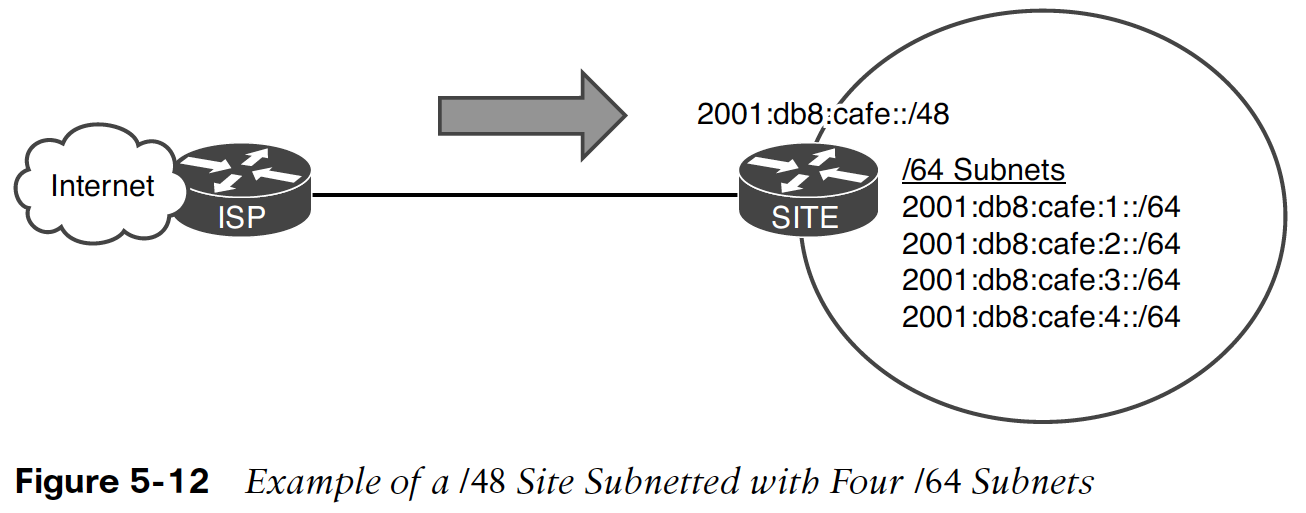 2001:db8:cafe::/48
Internet
ISP
SITE
/64 Subnets
2001:db8:cafe:1::/64
2001:db8:cafe:2::/64
2001:db8:cafe:3::/64
2001:db8:cafe:4::/64
Figure 5-12 Example of a /48 Site Subnetted with Four /64 Subnets